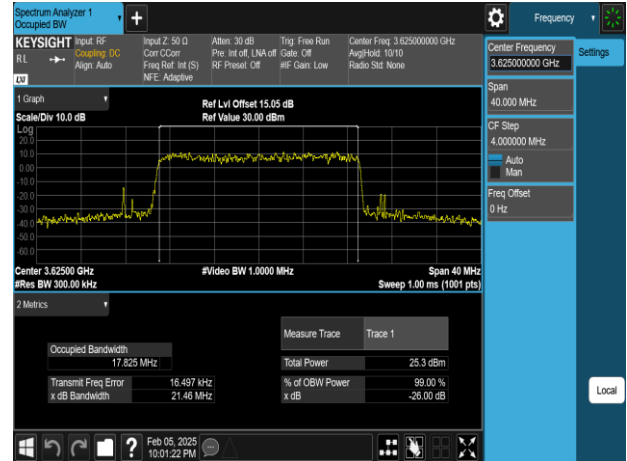 Spectrum Analyzer 1
Occupied BW
+
Frequency
KEYSIGHT
RL
LXI
Input: RF
Coupling: DC
Align: Auto
Input Z: 50 Ω
Corr CCorr
Freq Ref: Int (S)
NFE: Adaptive
Atten: 30 dB
Pre: Int off, LNA off
RF Preset: Off
Trig: Free Run
Gate: Off
#IF Gain: Low
Center Freq: 3.625000000 GHz
Avg|Hold: 10/10
Radio Std: None
Center Frequency
3.625000000 GHz
Settings
Span
40.000 MHz
CF Step
4.000000 MHz
Auto
Man
Freq Offset
0 Hz
Local
1 Graph
Scale/Div 10.0 dB
Ref Lvl Offset 15.05 dB
Ref Value 30.00 dBm
Log
20.0
10.0
0.00
-10.0
-20.0
-30.0
-40.0
-50.0
-60.0
Center 3.62500 GHz
#Video BW 1.0000 MHz
Span 40 MHz
#Res BW 300.00 kHz
Sweep 1.00 ms (1001 pts)
2 Metrics
Measure Trace
Trace 1
Occupied Bandwidth
17.825 MHz
Total Power
25.3 dBm
Transmit Freq Error
16.497 kHz
% of OBW Power
99.00 %
x dB Bandwidth
21.46 MHz
x dB
-26.00 dB
?
Feb 05, 2025
10:01:22 PM